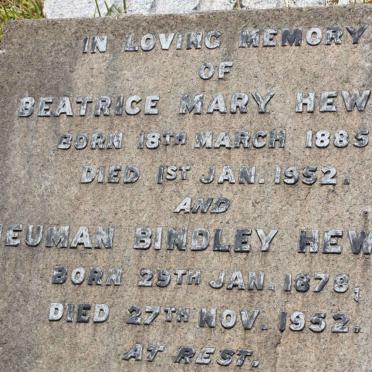 IN LOVING MEMORY
OF
BEATRICE MARY HEW
BORN 18TH MARCH 1885
DIED 1ST JAN. 1952.
AND
NEUMAN BINDLEY HEW
BORN 29TH JAN. 1878,
DIED 27TH NOV. 1952.
AT REST.